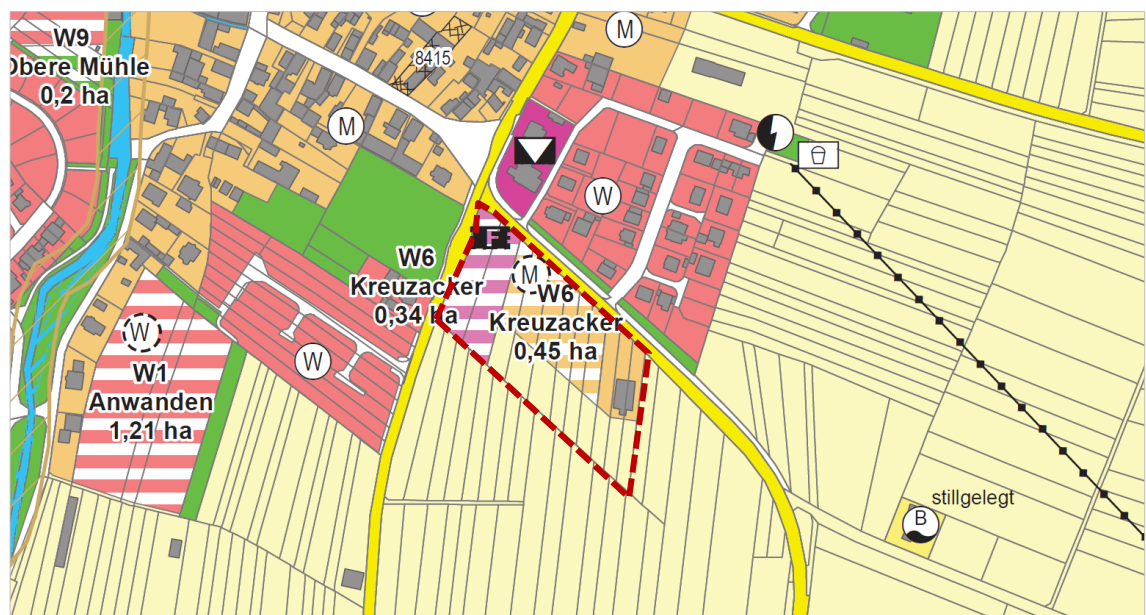 W9
Obere Mühle
0,2 ha
8415
M
M
W
W6
Kreuzacker
0,34 ha
F
M
W6
Kreuzacker
0,45 ha
W
W1
Anwanden
1,21 ha
W
stillgelegt
B